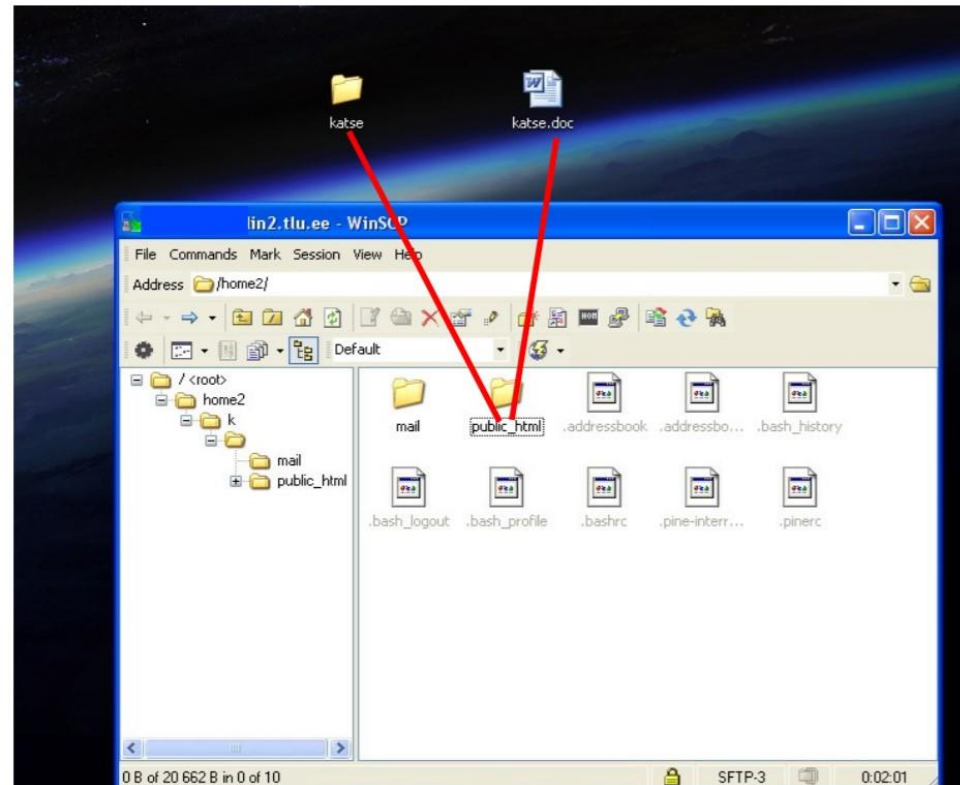 katse
katse.doc
lin2.tlu.ee - WinSCP
File Commands Mark Session View Help
Address /home2/
Default
/ <root>
home2
k
mail
public_html
mail
public_html
.addressbook
.addressbo...
.bash_history
.bash_logout
.bash_profile
.bashrc
.pine-interr...
.pinerc
0 B of 20 662 B in 0 of 10
SFTP-3
0:02:01